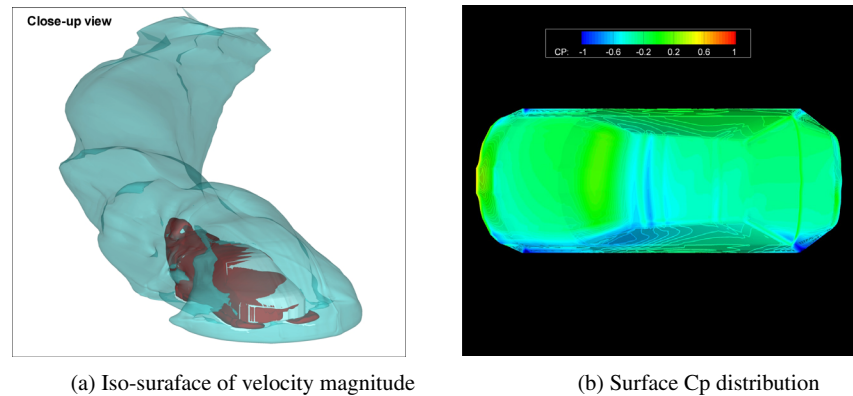 Close-up view
CP: -1 -0.6 -0.2 0.2 0.6 1
(a) Iso-suraface of velocity magnitude
(b) Surface Cp distribution